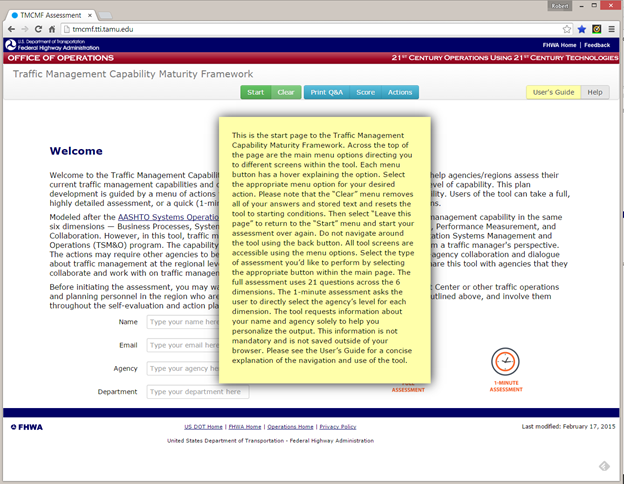 Robert
TMCMF Assessment
tmcmf.tti.tamu.edu
U.S. Department of Transportation
Federal Highway Administration
FHWA Home | Feedback
OFFICE OF OPERATIONS
21ST CENTURY OPERATIONS USING 21ST CENTURY TECHNOLOGIES
Traffic Management Capability Maturity Framework
Start Clear Print Q&A Score Actions User's Guide Help
This is the start page to the Traffic Management
Capability Maturity Framework. Across the top
of the page are the main menu options directing you
to different screens within the tool. Each menu
button has a hover explaining the option. Select
the appropriate menu option for your desired
action. Please note that the “Clear” menu removes
all of your answers and stored text and resets the
tool to starting conditions. Then select “Leave this
page” to return to the “Start” menu and start your
assessment over again. Do not navigate around
the tool using the back button. All tool screens are
accessible using the menu options. Select the type
of assessment you’d like to perform by selecting
the appropriate button within the main page. The
full assessment uses 21 questions across the 6
dimensions. The 1-minute assessment asks the
user to directly select the agency’s level for each
dimension. The tool requests information about
your name and agency solely to help you
personalize the output. This information is not
mandatory and is not saved outside of your
browser. Please see the User’s Guide for a concise
explanation of the navigation and use of the tool.
Welcome
Welcome to the Traffic Management Capabil help agencies/regions assess their
current traffic management capabilities and c level of capability. This plan
development is guided by a menu of actions bility. Users of the tool can take a full,
highly detailed assessment, or a quick (1-min ns.
Modeled after the AASHTO Systems Operatio management capability in the same
six dimensions — Business Processes, System , Performance Measurement, and
Collaboration. However, in this tool, traffic m ation Systems Management and
Operations (TSM&O) program. The capability m a traffic manager's perspective.
The actions may require other agencies to be agency collaboration and dialogue
about traffic management at the regional leve are this tool with agencies that they
collaborate and work with on traffic managem
Before initiating the assessment, you may wa t Center or other traffic operations
and planning personnel in the region who are outlined above, and involve them
throughout the self-evaluation and action pla
Name Type your name here
Email Type your email here
Agency Type your agency here
Department Type your department here
ASSESSMENT
1-MINUTE
ASSESSMENT
FHWA
US DOT Home | FHWA Home | Operations Home | Privacy Policy
Last modified: February 17, 2015
United States Department of Transportation - Federal Highway Administration